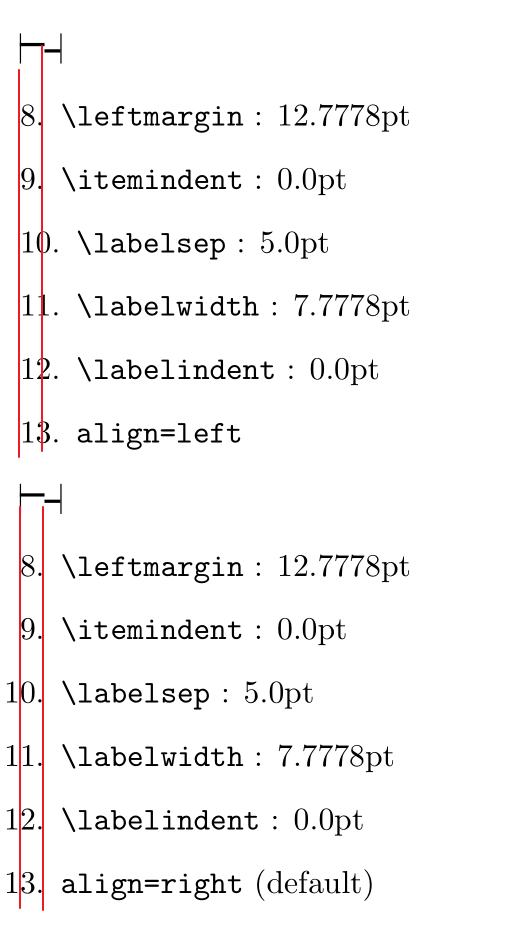 8. \leftmargin : 12.7778pt
9. \itemindent : 0.0pt
10. \labelsep : 5.0pt
11. \labelwidth : 7.7778pt
12. \labelindent : 0.0pt
13. align=left
8. \leftmargin : 12.7778pt
9. \itemindent : 0.0pt
10. \labelsep : 5.0pt
11. \labelwidth : 7.7778pt
12. \labelindent : 0.0pt
13. align=right (default)